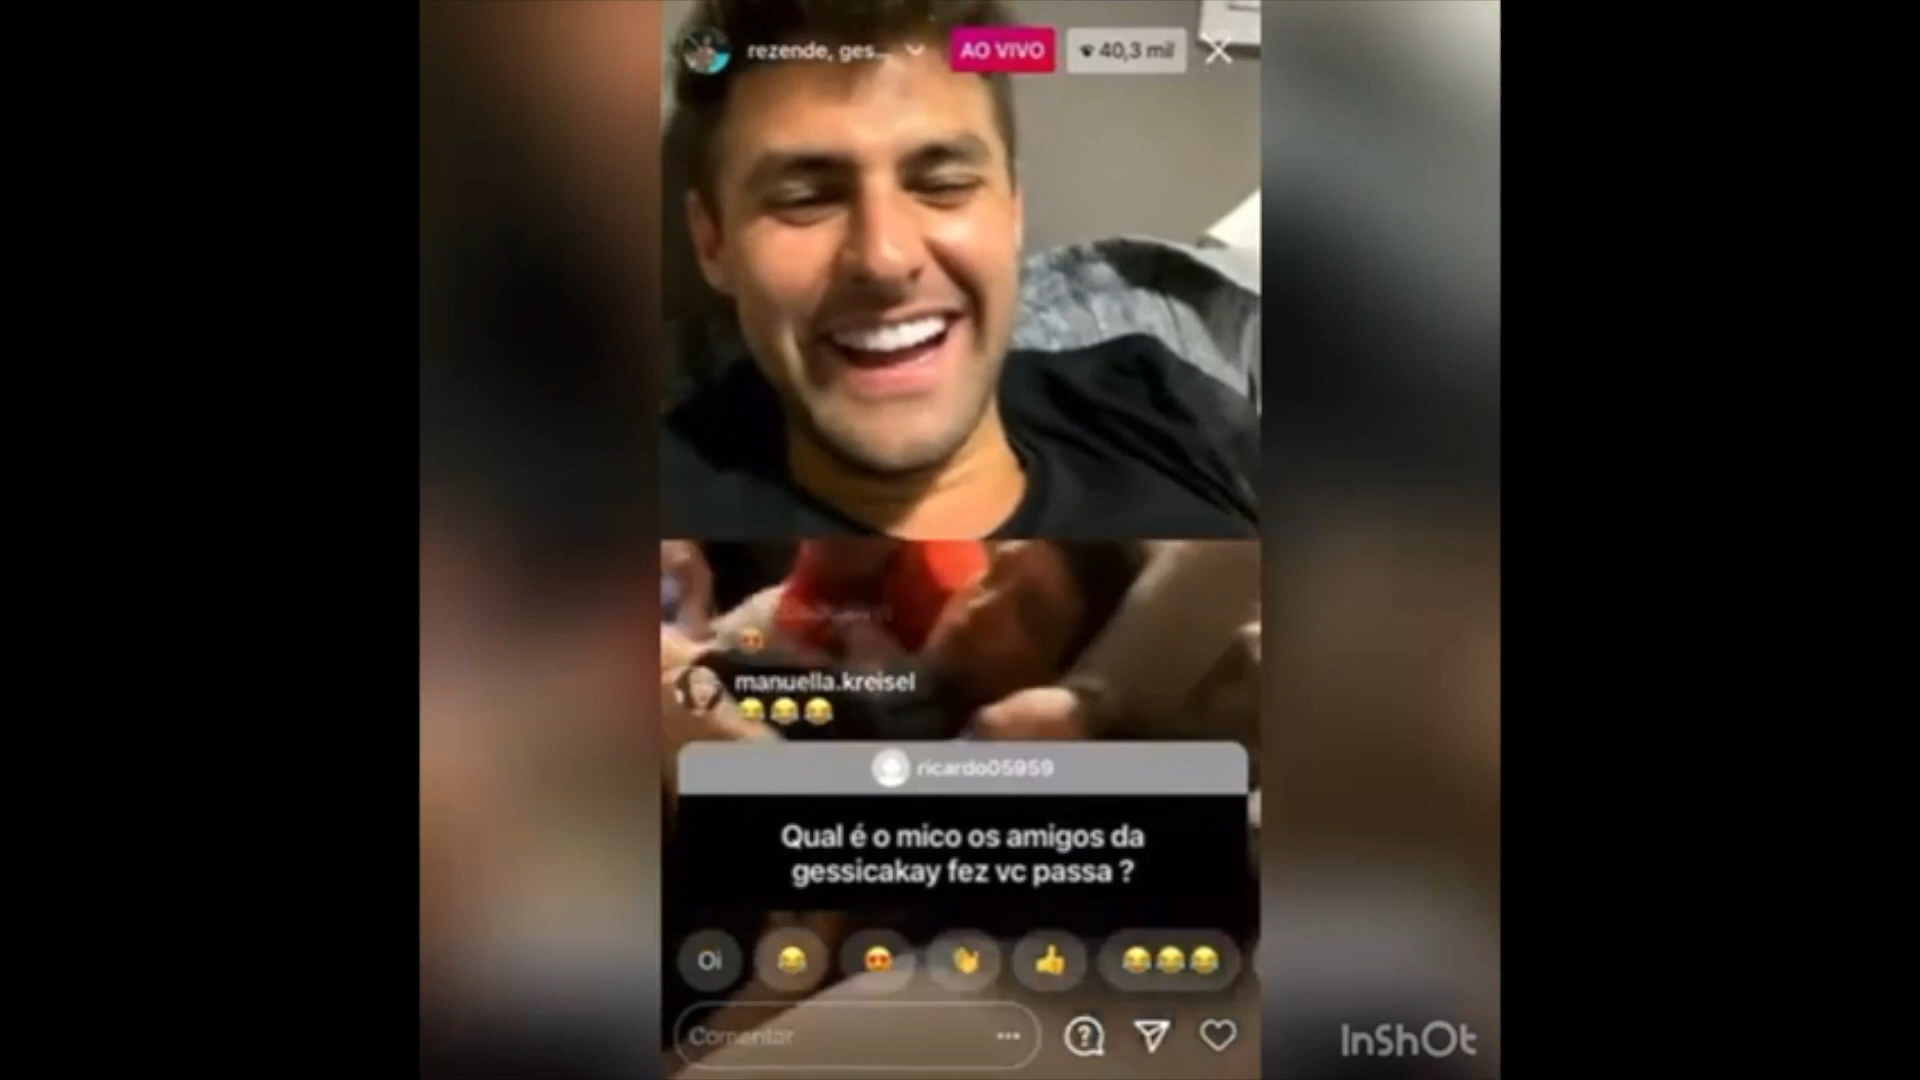 rezende, ges...
AO VIVO
40,3 mil
manuella.kreisel
😂😂😂
ricardo05959
Qual é o mico os amigos da
gessicakay fez vc passa ?
Oi
Comentar
InShOt